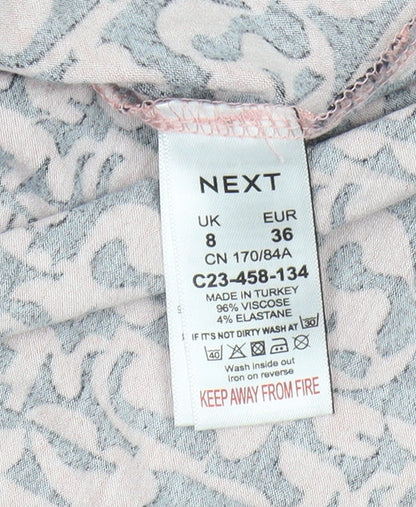 NEXT
UK EUR
8 36
CN 170/84A
C23-458-134
MADE IN TURKEY
96% VISCOSE
4% ELASTANE
IF IT'S NOT DIRTY WASH AT 30
40
Wash inside out
Iron on reverse
KEEP AWAY FROM FIRE